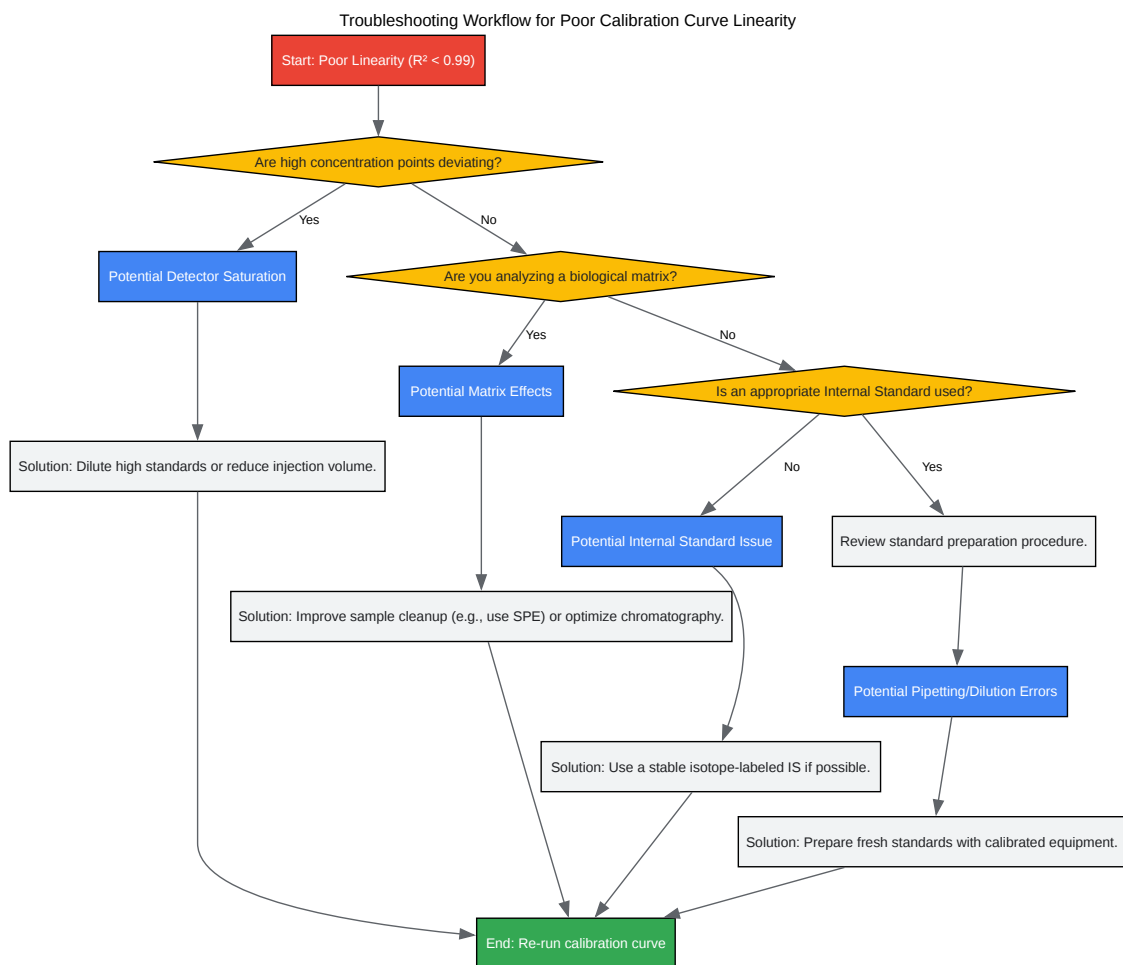 Troubleshooting Workflow for Poor Calibration Curve Linearity
Start: Poor Linearity (R² < 0.99)
Are high concentration points deviating?
Yes
No
Potential Detector Saturation
Are you analyzing a biological matrix?
Yes
No
Potential Matrix Effects
Is an appropriate Internal Standard used?
Solution: Dilute high standards or reduce injection volume.
No
Yes
Potential Internal Standard Issue
Review standard preparation procedure.
Solution: Improve sample cleanup (e.g., use SPE) or optimize chromatography.
Potential Pipetting/Dilution Errors
Solution: Use a stable isotope-labeled IS if possible.
Solution: Prepare fresh standards with calibrated equipment.
End: Re-run calibration curve